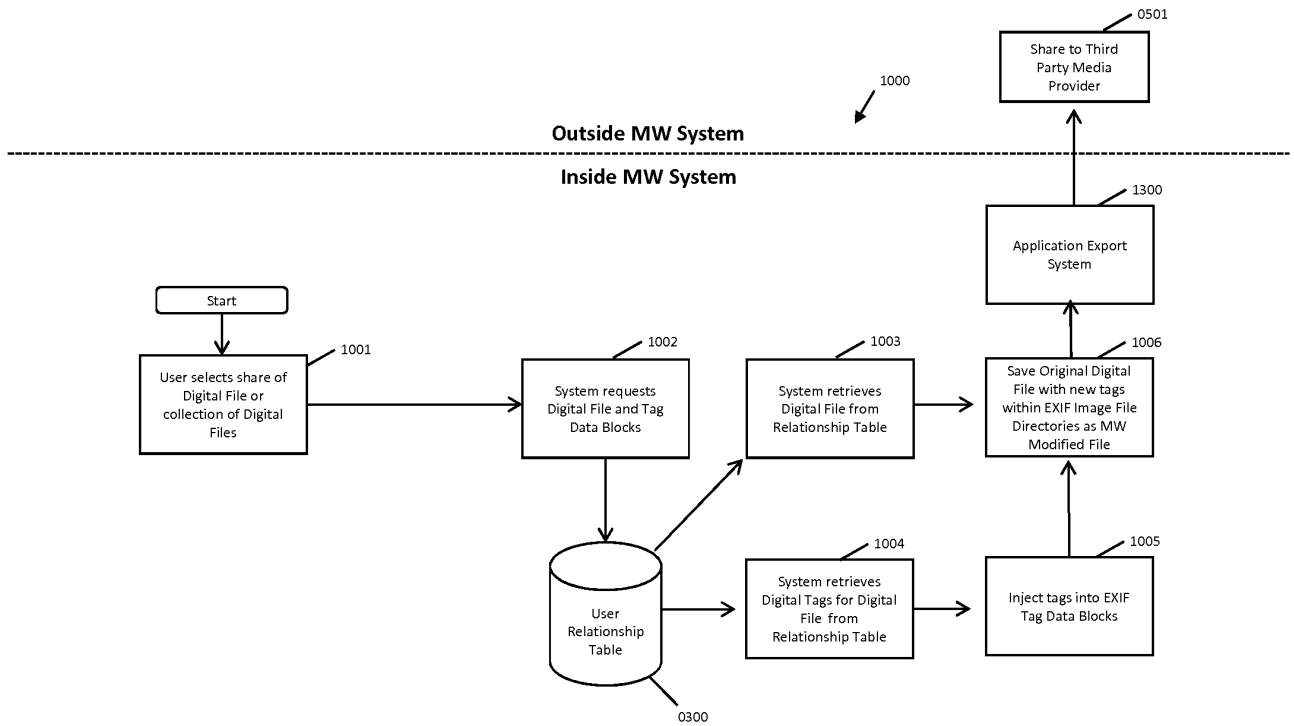 0501
Share to Third
Party Media
Provider
1000
Outside MW System
Inside MW System
1300
Application Export
System
Start
1001
User selects share of
Digital File or
collection of Digital
Files
1002
System requests
Digital File and Tag
Data Blocks
1003
System retrieves
Digital File from
Relationship Table
1006
Save Original Digital
File with new tags
within EXIF Image File
Directories as MW
Modified File
User
Relationship
Table
0300
1004
System retrieves
Digital Tags for Digital
File from
Relationship Table
1005
Inject tags into EXIF
Tag Data Blocks